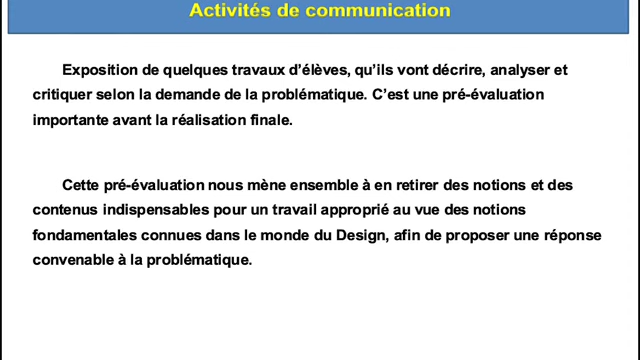 Activités de communication
Exposition de quelques travaux d'élèves, qu'ils vont décrire, analyser et
critiquer selon la demande de la problématique. C'est une pré-évaluation
importante avant la réalisation finale.
Cette pré-évaluation nous mène ensemble à en retirer des notions et des
contenus indispensables pour un travail approprié au vue des notions
fondamentales connues dans le monde du Design, afin de proposer une réponse
convenable à la problématique.